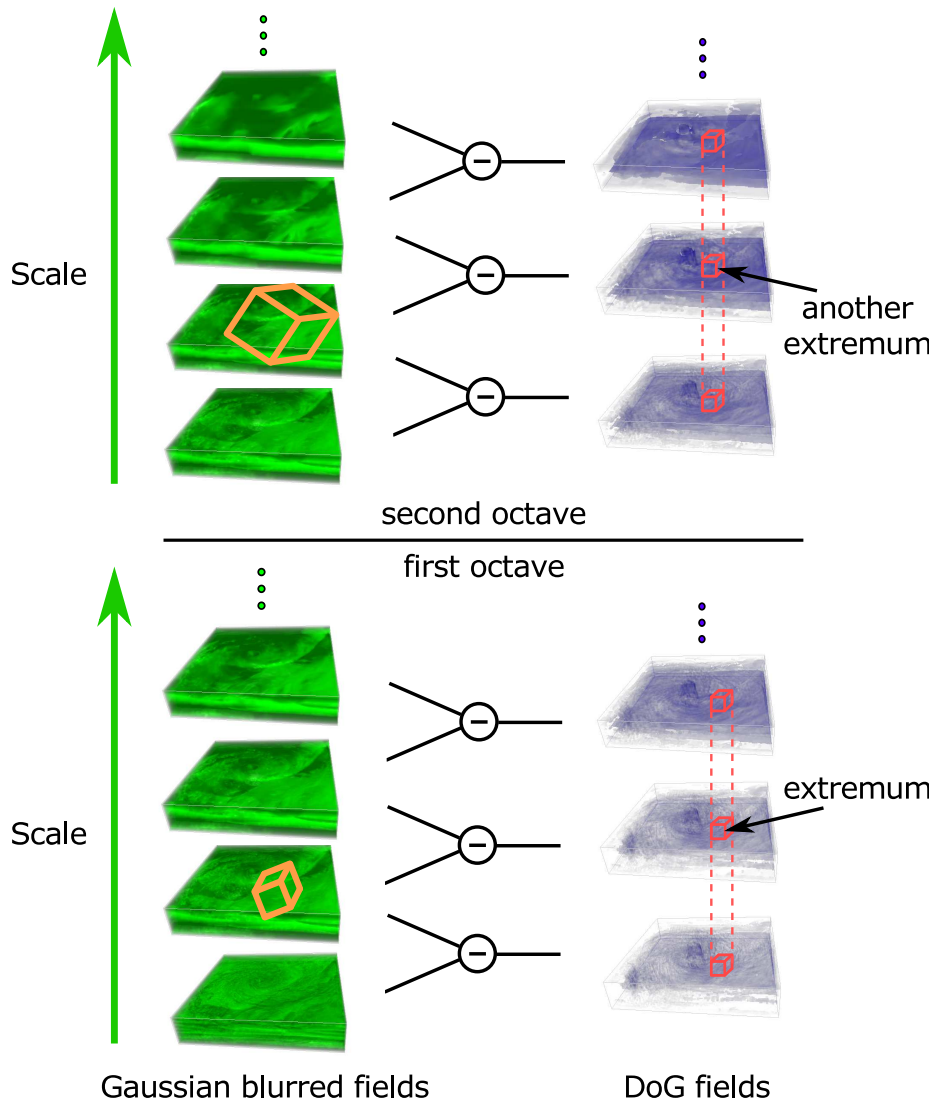 Scale
another
extremum
second octave
first octave
Scale
extremum
Gaussian blurred fields
DoG fields